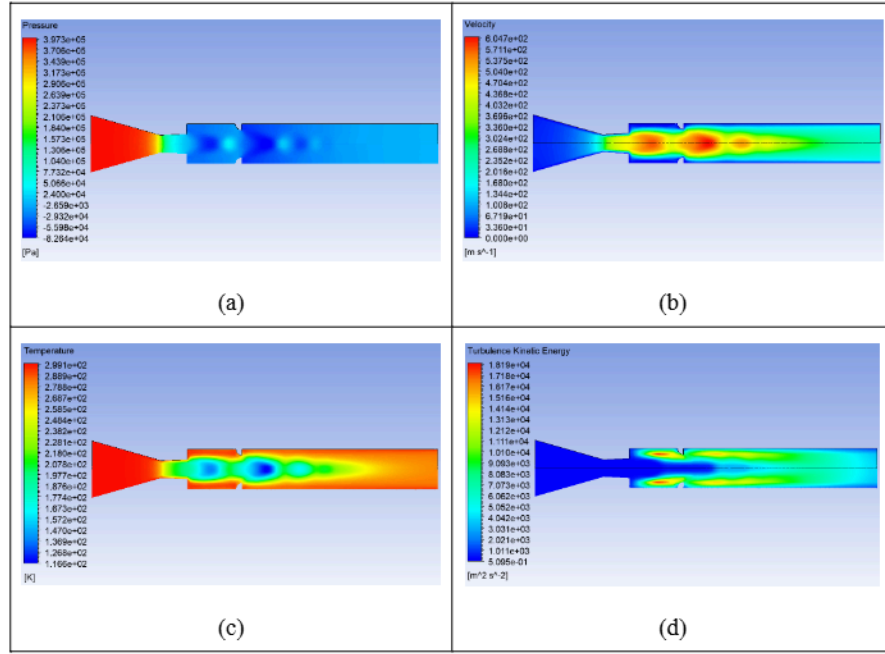 Pressure
3.973e+05
3.706e+05
3.439e+05
3.173e+05
2.906e+05
2.639e+05
2.373e+05
2.106e+05
1.840e+05
1.573e+05
1.306e+05
1.040e+05
7.732e+04
5.066e+04
2.400e+04
-2.659e+03
-2.932e+04
-5.598e+04
-8.264e+04
[Pa]
(a)
Velocity
6.047e+02
5.711e+02
5.375e+02
5.040e+02
4.704e+02
4.368e+02
4.032e+02
3.696e+02
3.360e+02
3.024e+02
2.688e+02
2.352e+02
2.016e+02
1.680e+02
1.344e+02
1.008e+02
6.719e+01
3.360e+01
0.000e+00
[m s^-1]
(b)
Temperature
2.991e+02
2.889e+02
2.788e+02
2.687e+02
2.585e+02
2.484e+02
2.382e+02
2.281e+02
2.180e+02
2.078e+02
1.977e+02
1.876e+02
1.774e+02
1.673e+02
1.572e+02
1.470e+02
1.369e+02
1.268e+02
1.166e+02
[K]
(c)
Turbulence Kinetic Energy
1.819e+04
1.718e+04
1.617e+04
1.516e+04
1.414e+04
1.313e+04
1.212e+04
1.111e+04
1.010e+04
9.093e+03
8.083e+03
7.073e+03
6.062e+03
5.052e+03
4.042e+03
3.031e+03
2.021e+03
1.011e+03
5.095e-01
[m^2 s^-2]
(d)